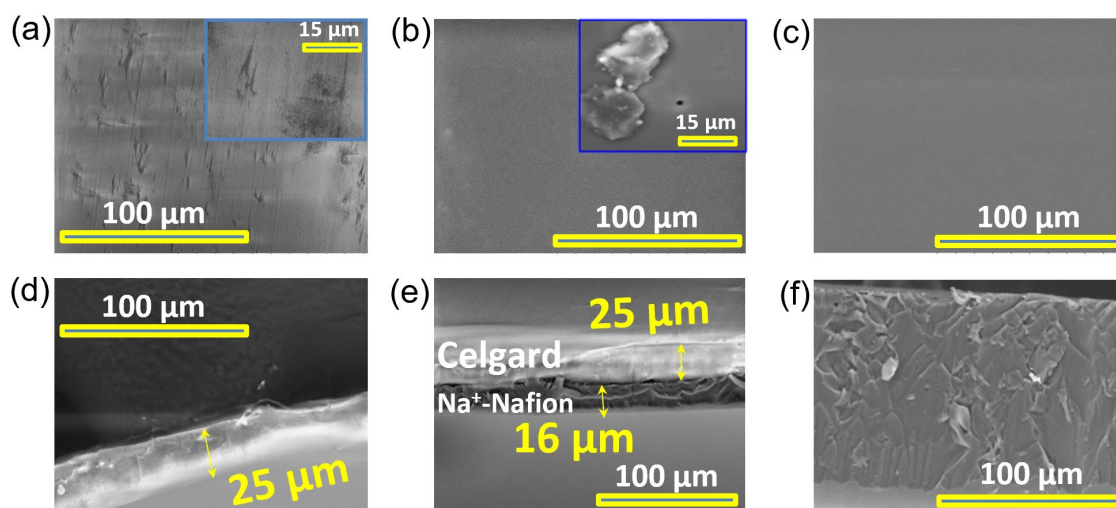 (a)
15 µm
100 µm
(b)
15 µm
100 µm
(c)
100 µm
(d)
100 µm
25 µm
(e)
25 µm
Celgard
Na⁺-Nafion
16 µm
100 µm
(f)
100 µm